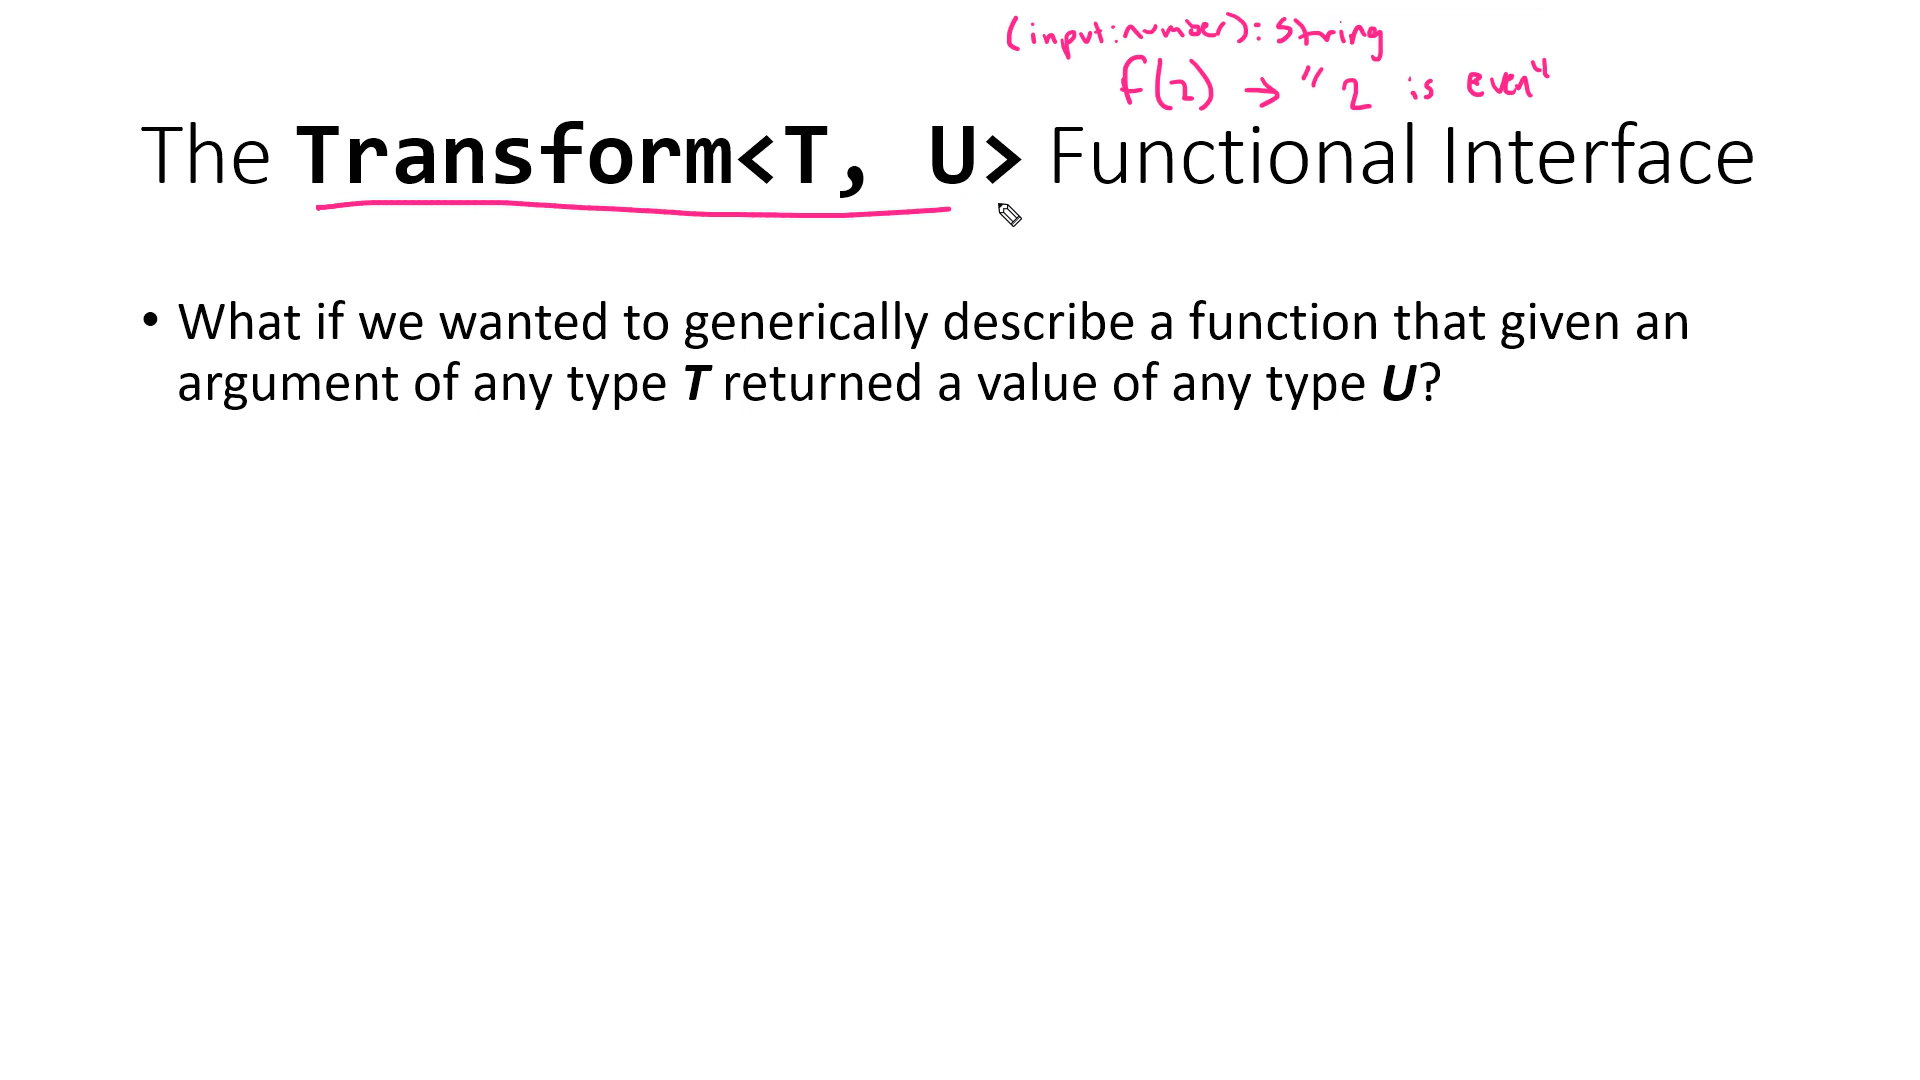 (input:number):string
f(2) → "2 is even"
The Transform<T, U> Functional Interface
• What if we wanted to generically describe a function that given an
argument of any type T returned a value of any type U?